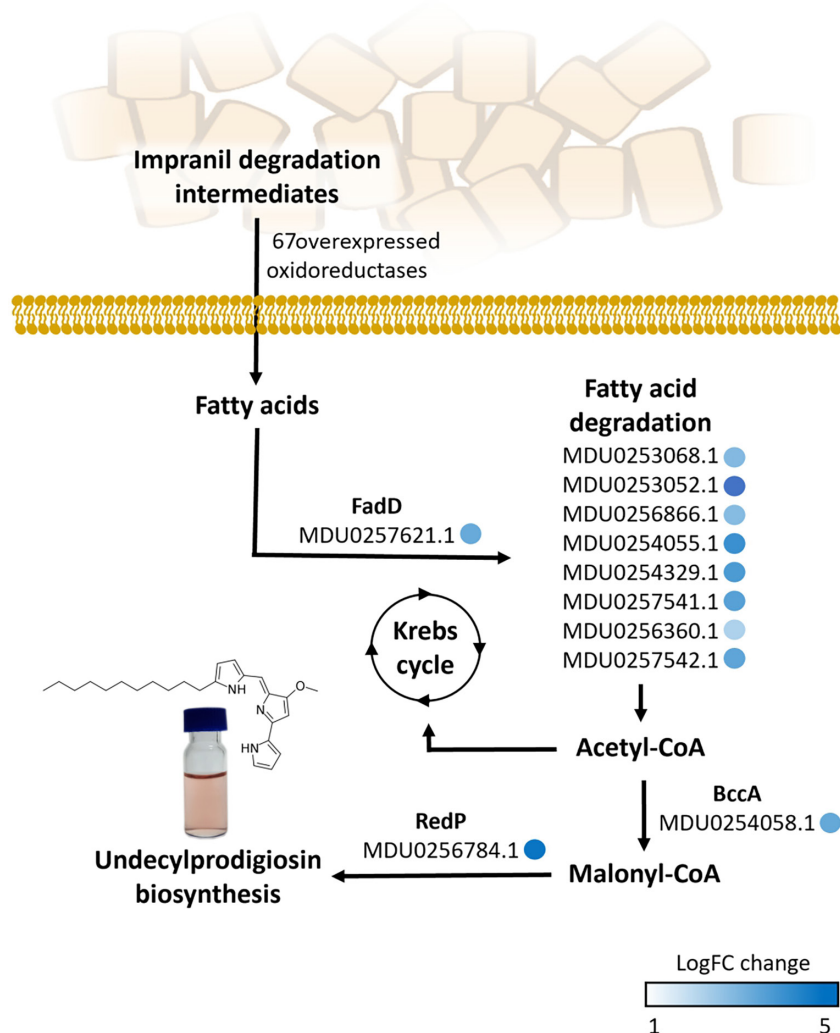 Impranil degradation
intermediates
67overexpressed
oxidoreductases
Fatty acids
Fatty acid
degradation
MDU0253068.1
MDU0253052.1
MDU0256866.1
MDU0254055.1
MDU0254329.1
MDU0257541.1
MDU0256360.1
MDU0257542.1
FadD
MDU0257621.1
Krebs
cycle
NH
O
N
HN
Acetyl-CoA
BccA
MDU0254058.1
RedP
MDU0256784.1
Malonyl-CoA
Undecylprodigiosin
biosynthesis
LogFC change
1 5